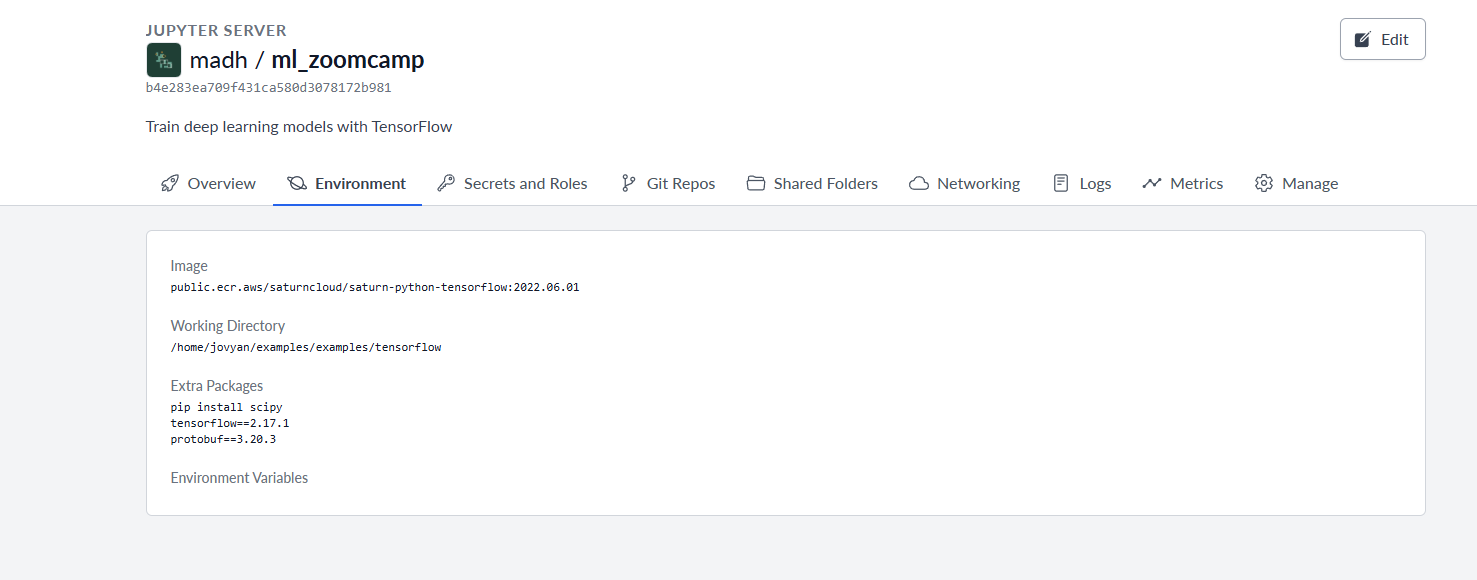 JUPYTER SERVER
madh / ml_zoomcamp
b4e283ea709f431ca580d3078172b981
Edit
Train deep learning models with TensorFlow
Overview Environment Secrets and Roles Git Repos Shared Folders Networking Logs Metrics Manage
Image
public.ecr.aws/saturncloud/saturn-python-tensorflow:2022.06.01
Working Directory
/home/jovyan/examples/examples/tensorflow
Extra Packages
pip install scipy
tensorflow==2.17.1
protobuf==3.20.3
Environment Variables